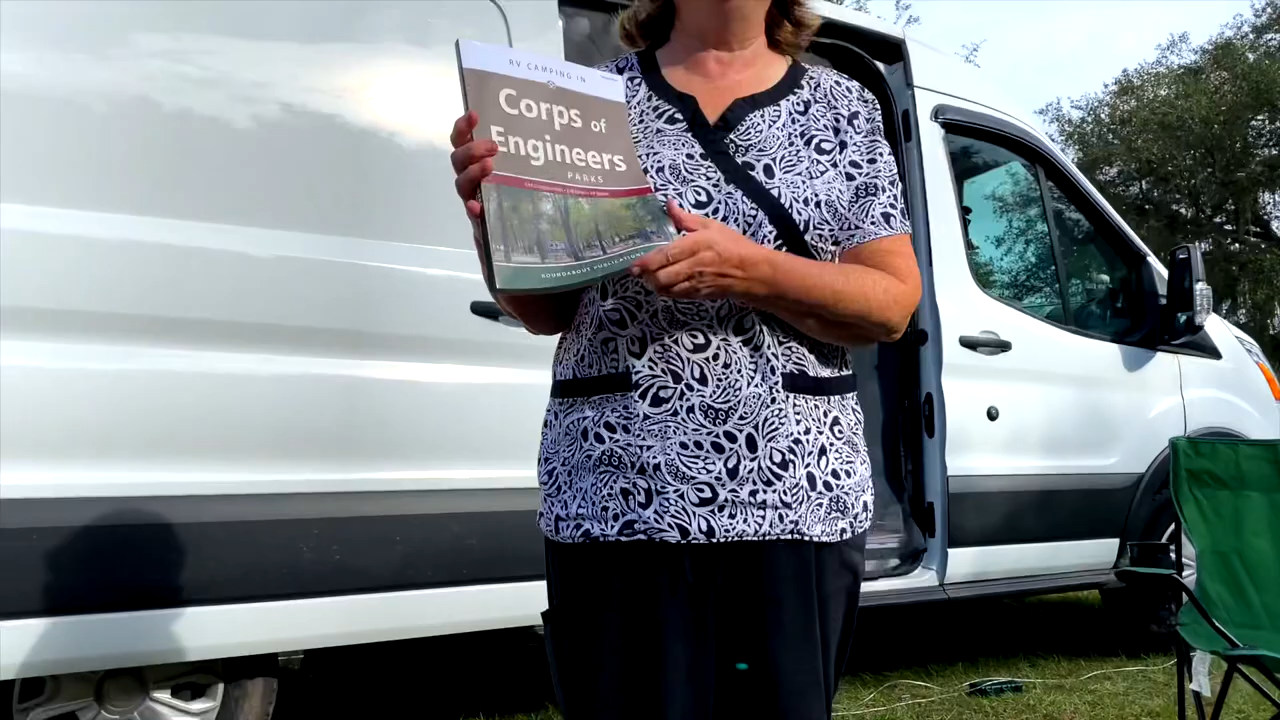 RV CAMPING IN
Corps of
Engineers
PARKS
ROUNDABOUT PUBLICATIONS